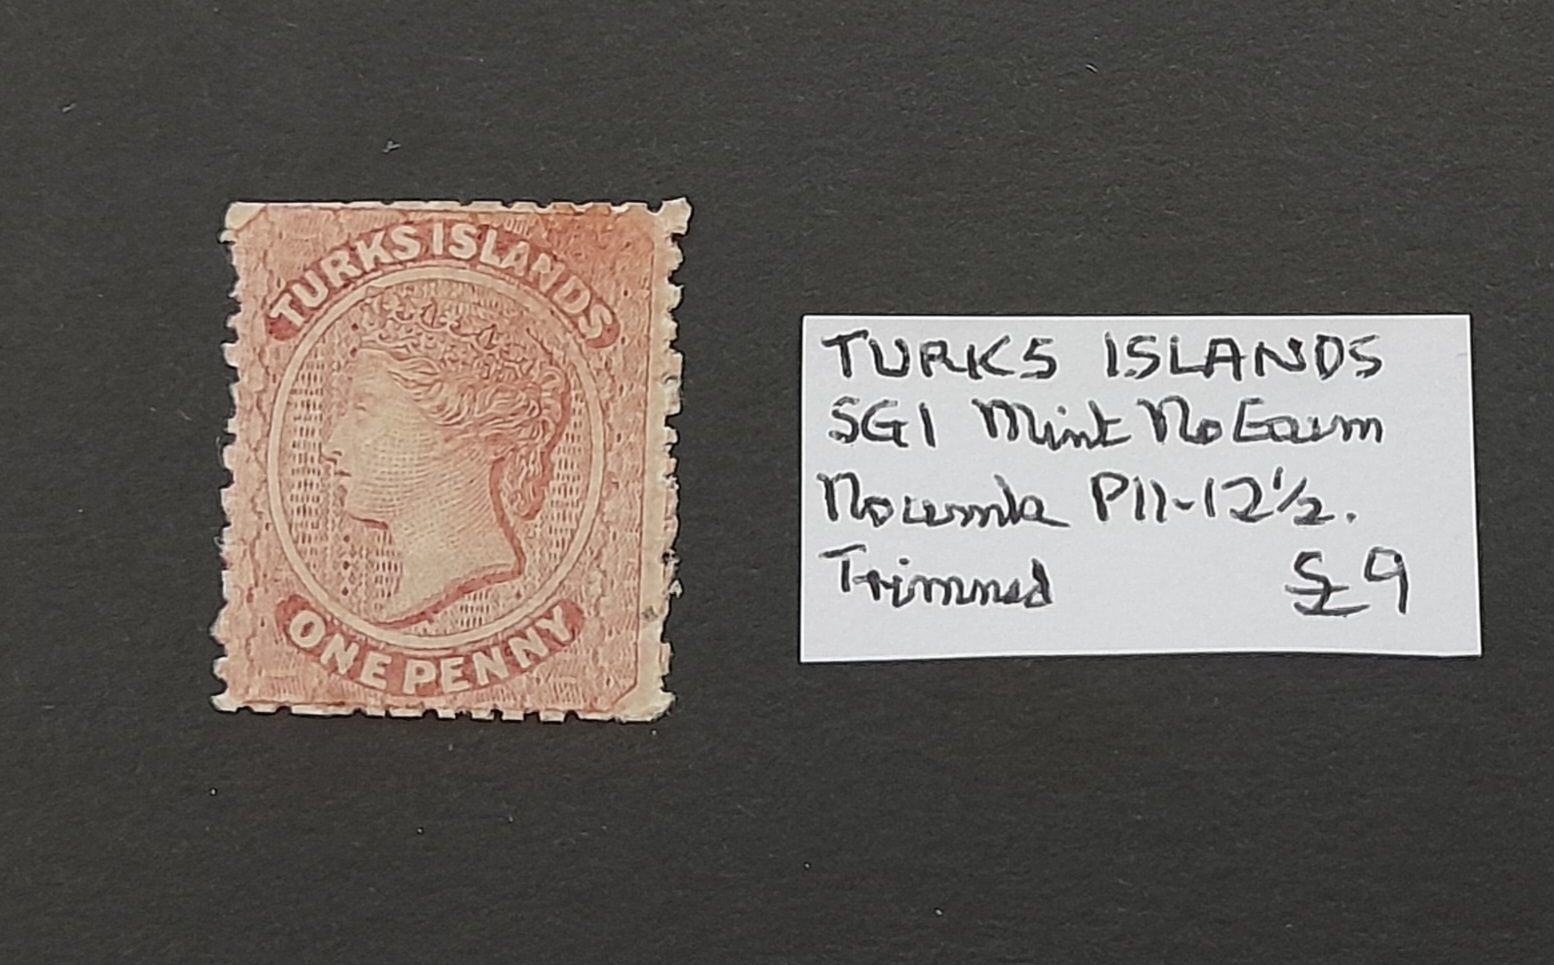 TURKS ISLANDS
ONE PENNY
TURKS ISLANDS
SG1 Mint No Gum
No wmk P11-12½.
Trimmed £9